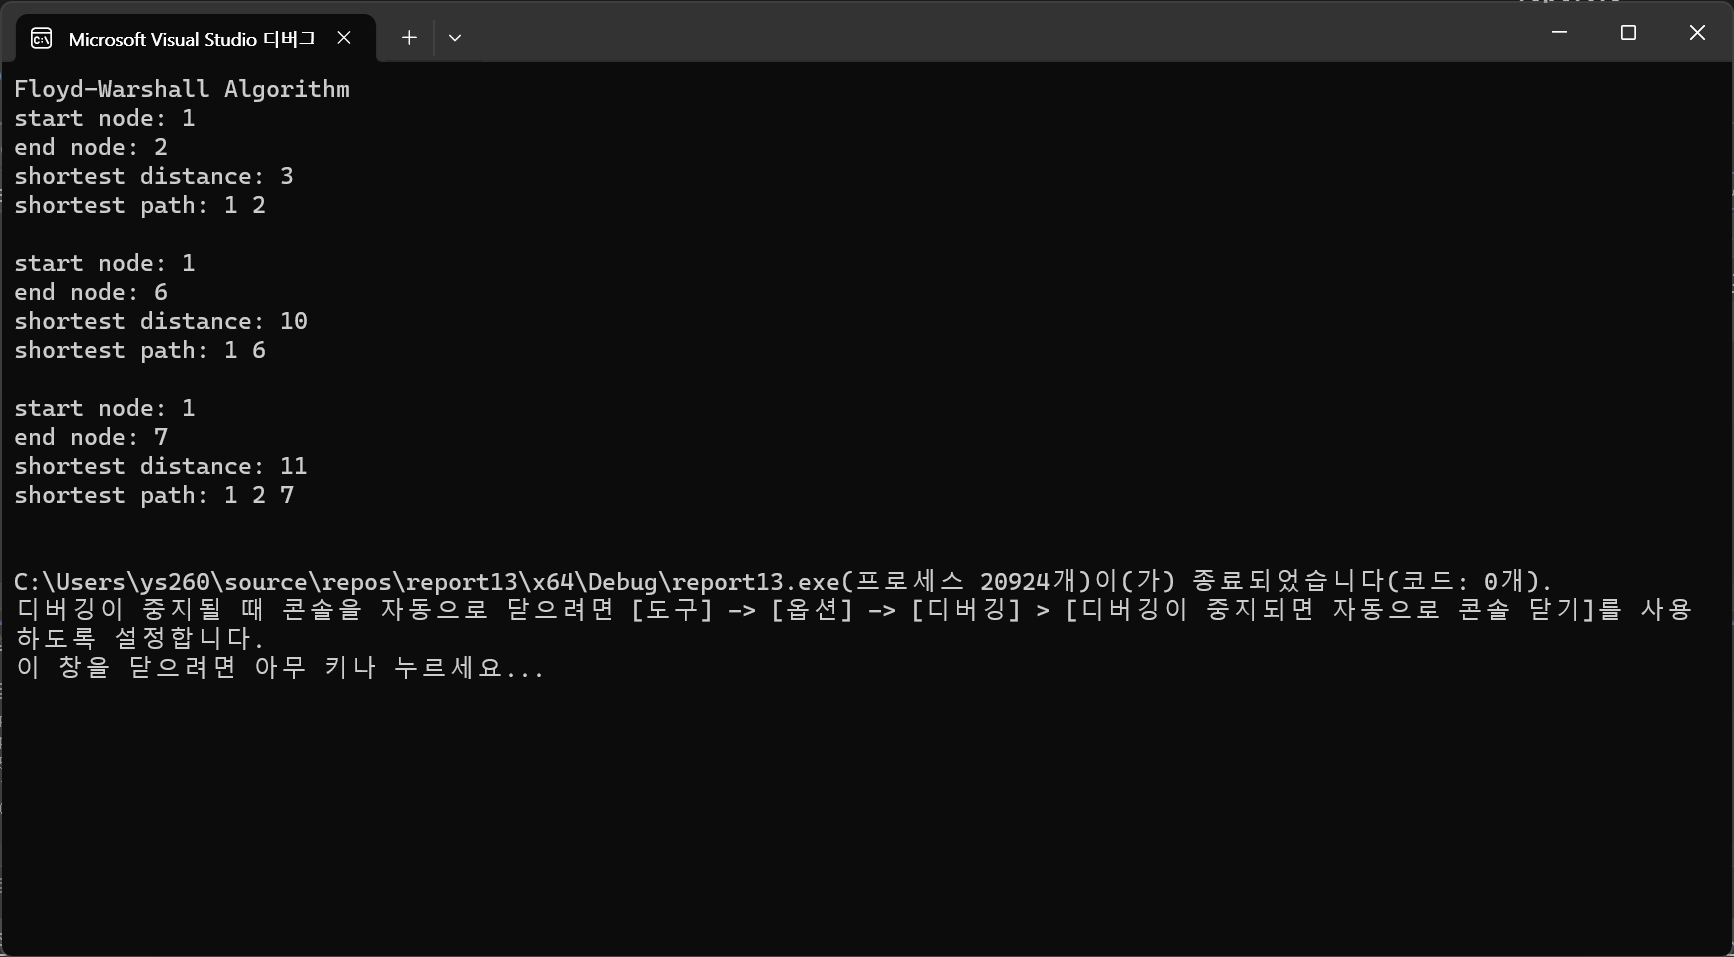 Microsoft Visual Studio 디버그
Floyd-Warshall Algorithm
start node: 1
end node: 2
shortest distance: 3
shortest path: 1 2
start node: 1
end node: 6
shortest distance: 10
shortest path: 1 6
start node: 1
end node: 7
shortest distance: 11
shortest path: 1 2 7
C:\Users\ys260\source\repos\report13\x64\Debug\report13.exe(프로세스 20924개)이(가) 종료되었습니다(코드: 0개).
디버깅이 중지될 때 콘솔을 자동으로 닫으려면 [도구] -> [옵션] -> [디버깅] > [디버깅이 중지되면 자동으로 콘솔 닫기]를 사용
하도록 설정합니다.
이 창을 닫으려면 아무 키나 누르세요...